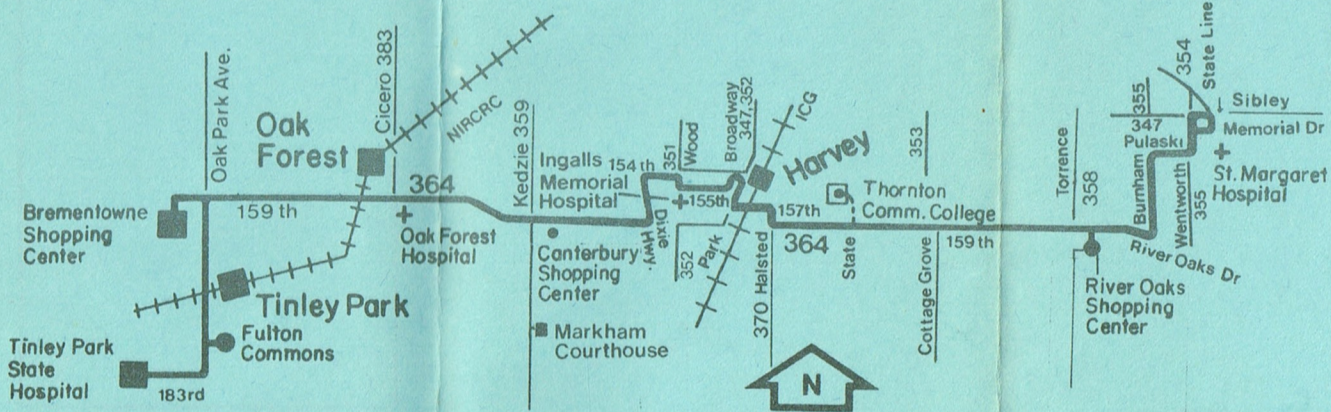 Brementowne
Shopping
Center
Oak Park Ave.
159 th
Oak
Forest
Cicero 383
NIRCRC
364
Oak Forest
Hospital
Tinley Park
Fulton
Commons
Tinley Park
State
Hospital
183rd
Kedzie 359
Ingalls
Memorial
Hospital
154 th
351
Wood
Broadway
347,352
ICG
Harvey
155th
Dixie
Hwy.
352
Park
Canterbury
Shopping
Center
Markham
Courthouse
157th
370 Halsted
364
State
353
Thornton
Comm. College
Cottage Grove
159 th
N
Torrence
358
River Oaks
Shopping
Center
River Oaks Dr
Burnham
355
347
Pulaski
Wentworth
355
354
State Line
Sibley
Memorial Dr
St. Margaret
Hospital